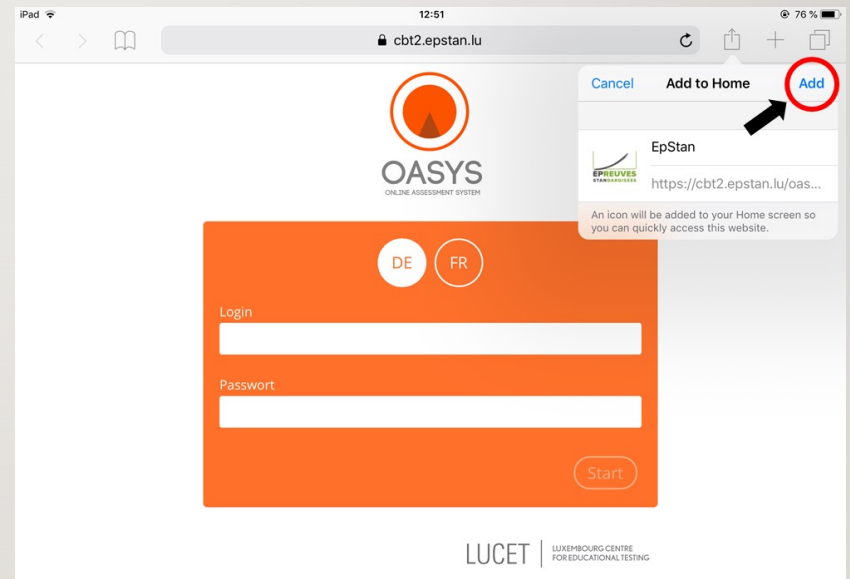 iPad 12:51 76 %
cbt2.epstan.lu
Cancel Add to Home Add
EpStan
EPREUVES
STANDARDISÉES
https://cbt2.epstan.lu/oas...
An icon will be added to your Home screen so
you can quickly access this website.
OASYS
ONLINE ASSESSMENT SYSTEM
DE FR
Login
Passwort
Start
LUCET
LUXEMBOURG CENTRE
FOR EDUCATIONAL TESTING